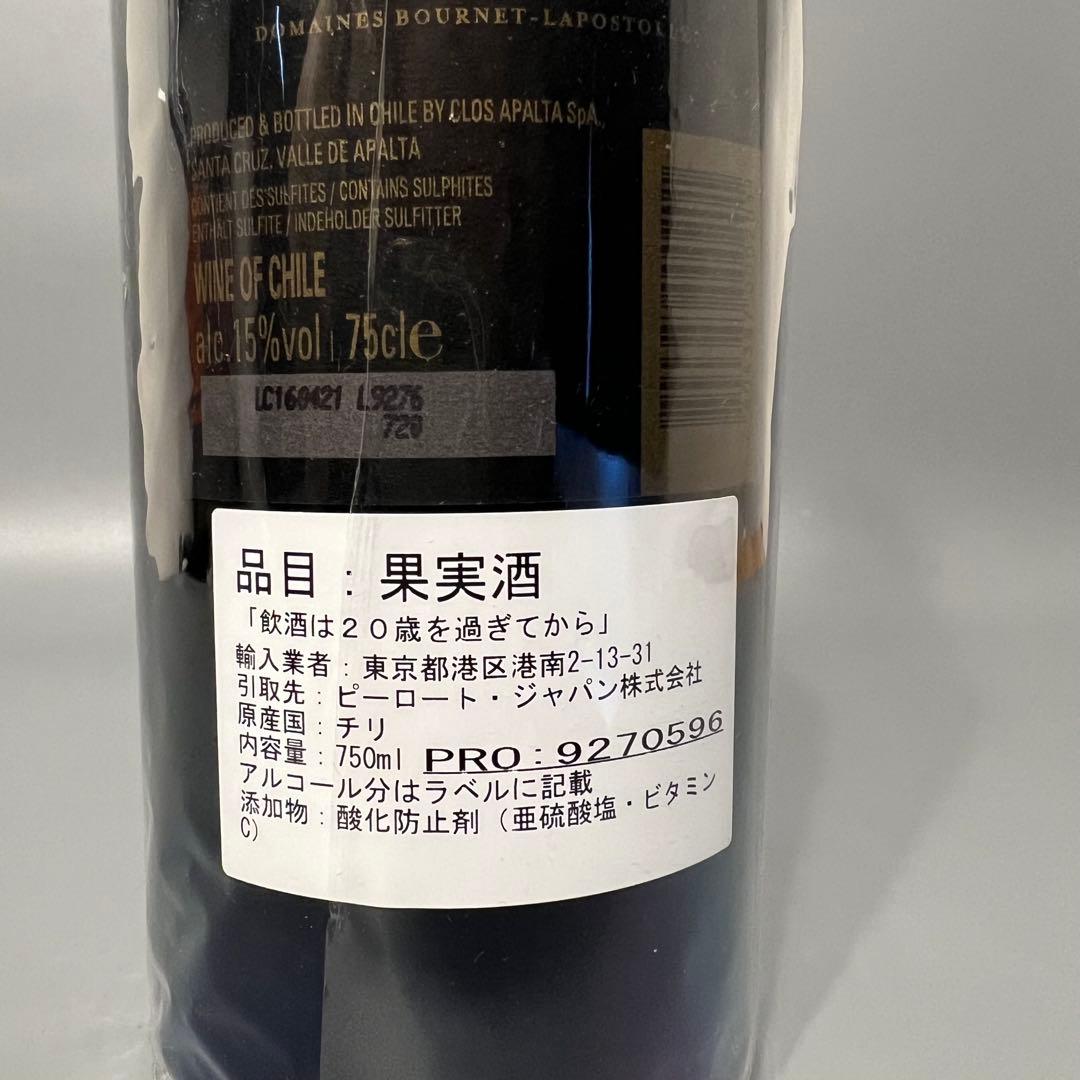 DOMAINES BOURNET-LAPOSTOLLE
PRODUCED & BOTTLED IN CHILE BY CLOS APALTA SpA.,
SANTA CRUZ, VALLE DE APALTA
CONTIENT DES SULFITES / CONTAINS SULPHITES
ENTHÄLT SULFITE / INDEHOLDER SULFITTER
WINE OF CHILE
alc.15%vol | 75cl e
LC160421 L9276
720
品目：果実酒
「飲酒は２０歳を過ぎてから」
輸入業者：東京都港区港南2-13-31
引取先：ピーロート・ジャパン株式会社
原産国：チリ
内容量：750ml PRO：9270596
アルコール分はラベルに記載
添加物：酸化防止剤（亜硫酸塩・ビタミン
C）